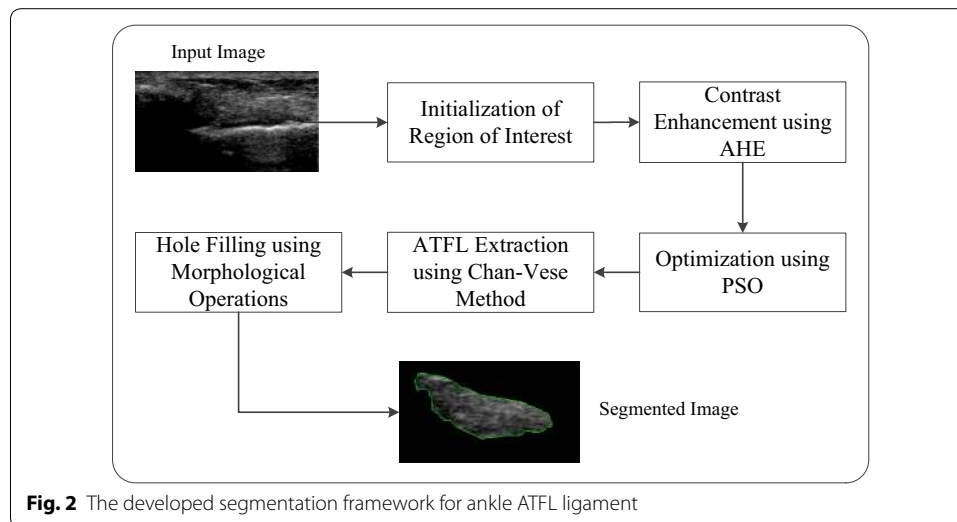 Input Image
Initialization of
Region of Interest
Contrast
Enhancement using
AHE
Optimization using
PSO
ATFL Extraction
using Chan-Vese
Method
Hole Filling using
Morphological
Operations
Segmented Image
Fig. 2 The developed segmentation framework for ankle ATFL ligament